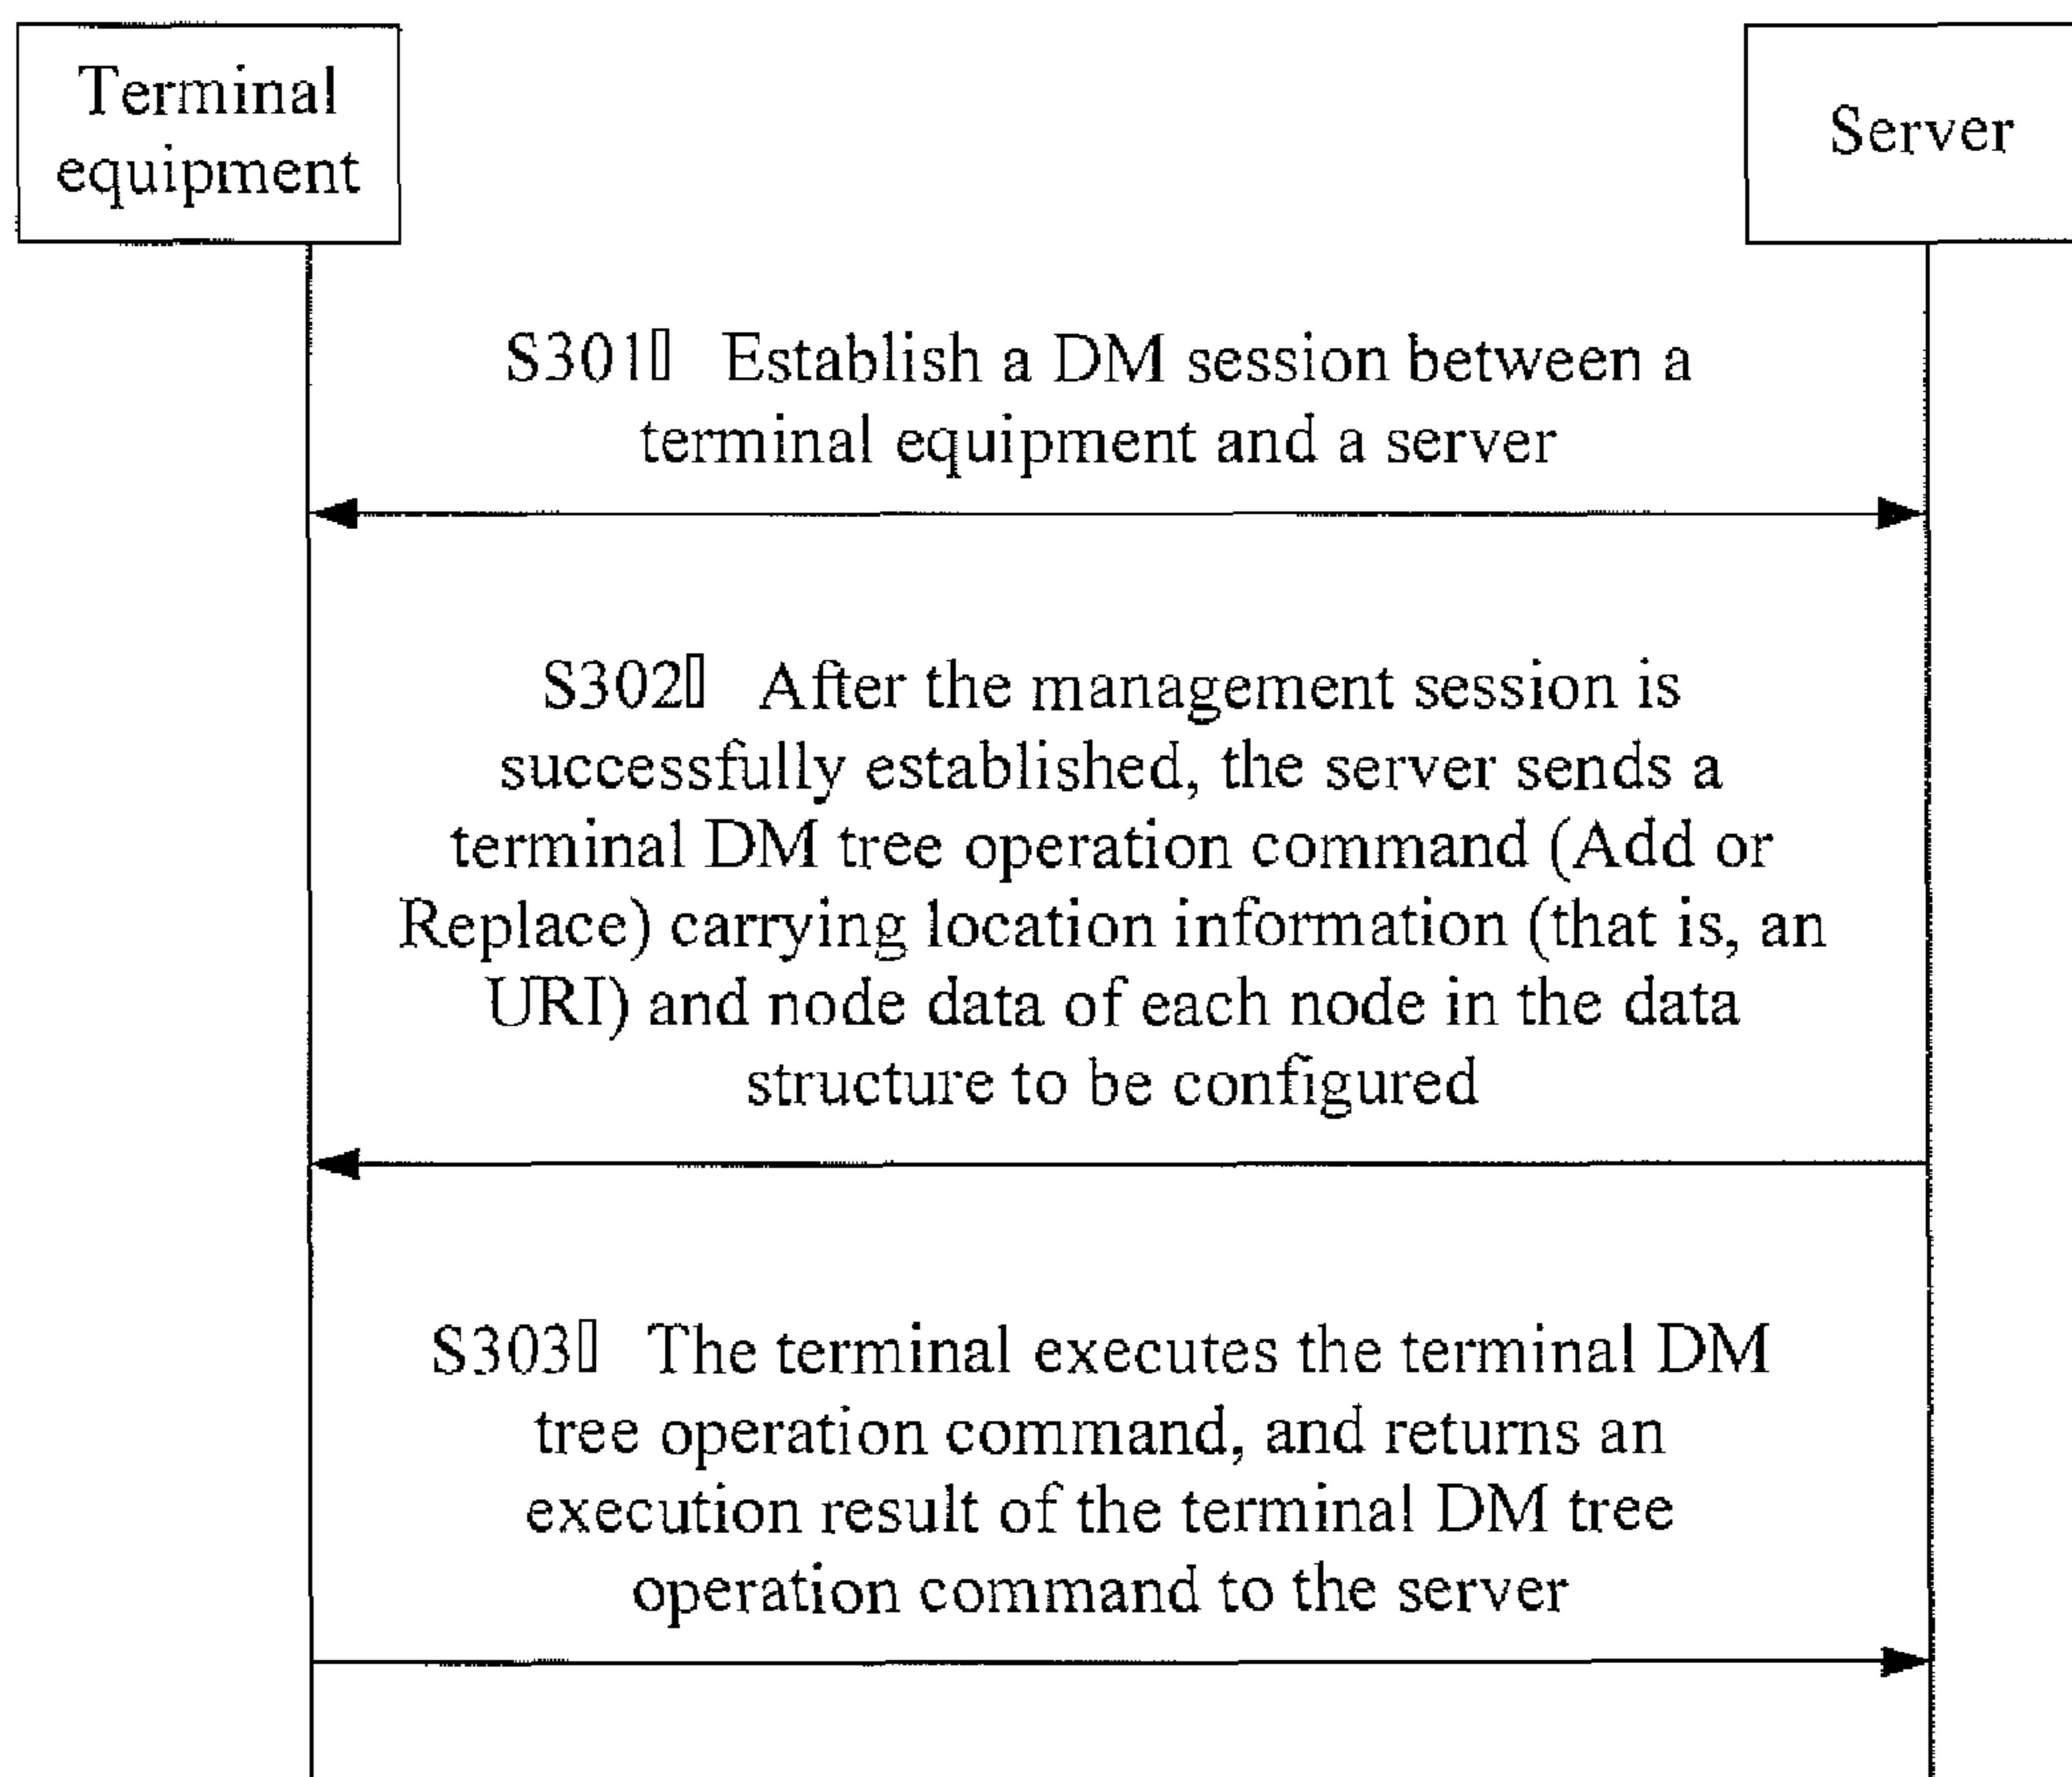 Terminal
equipment
Server
S301▯ Establish a DM session between a
terminal equipment and a server
S302▯ After the management session is
successfully established, the server sends a
terminal DM tree operation command (Add or
Replace) carrying location information (that is, an
URI) and node data of each node in the data
structure to be configured
S303▯ The terminal executes the terminal DM
tree operation command, and returns an
execution result of the terminal DM tree
operation command to the server